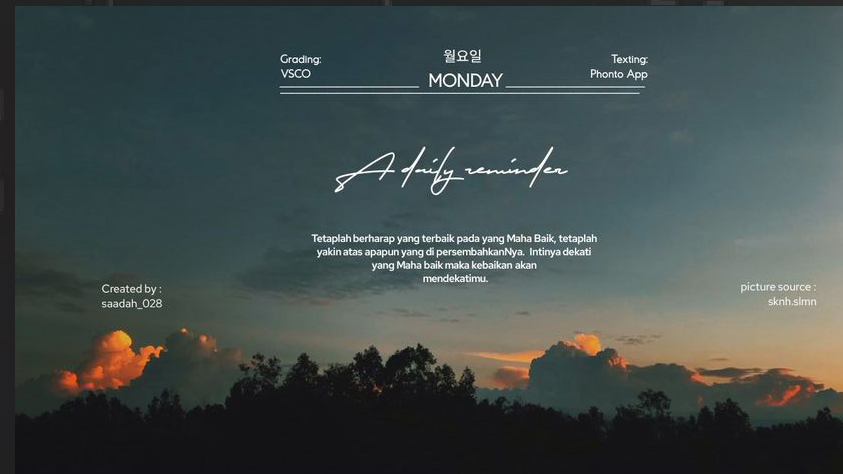 Grading:
VSCO
월요일
MONDAY
Texting:
Phonto App
A daily reminder
Tetaplah berharap yang terbaik pada yang Maha Baik, tetaplah
yakin atas apapun yang di persembahkanNya. Intinya dekati
yang Maha baik maka kebaikan akan
mendekatimu.
Created by :
saadah_028
picture source :
sknh.slmn